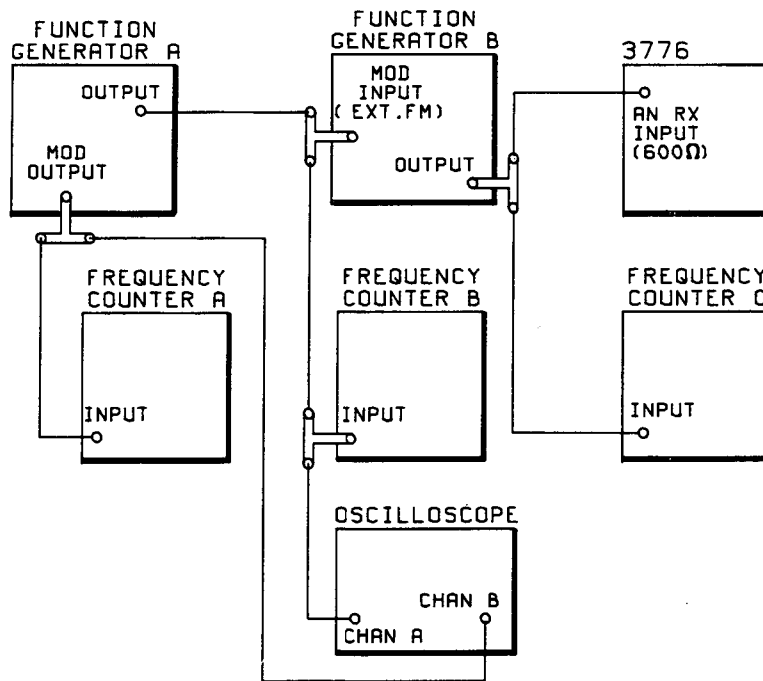 FUNCTION
GENERATOR A
OUTPUT
MOD
OUTPUT
FUNCTION
GENERATOR B
MOD
INPUT
(EXT.FM)
OUTPUT
3776
AN RX
INPUT
(600Ω)
FREQUENCY
COUNTER A
INPUT
FREQUENCY
COUNTER B
INPUT
FREQUENCY
COUNTER C
INPUT
OSCILLOSCOPE
CHAN B
CHAN A